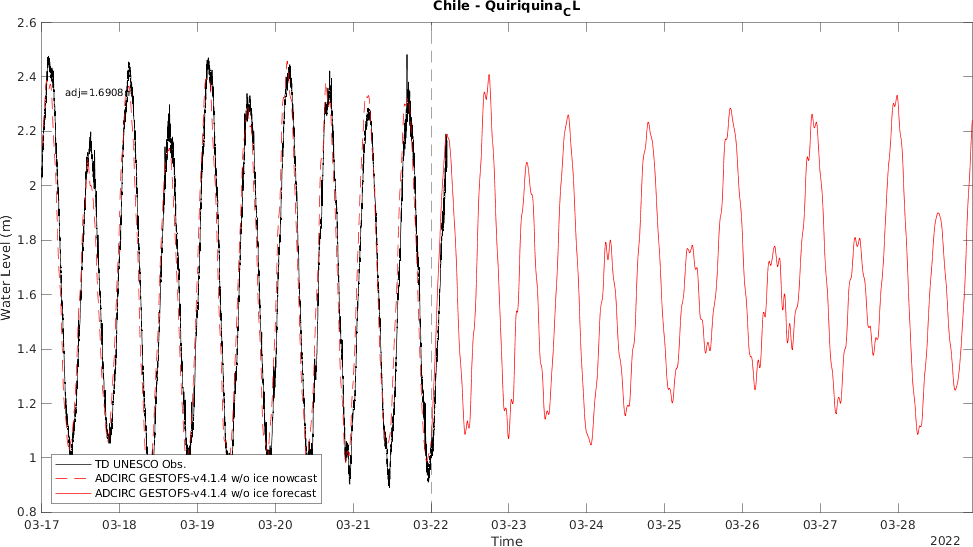 Chile - Quiriquina_CL
2.6
2.4
2.2
2
1.8
1.6
1.4
1.2
1
0.8
Water Level (m)
adj=1.6908
TD UNESCO Obs.
ADCIRC GESTOFS-v4.1.4 w/o ice nowcast
ADCIRC GESTOFS-v4.1.4 w/o ice forecast
03-17 03-18 03-19 03-20 03-21 03-22 03-23 03-24 03-25 03-26 03-27 03-28
Time
2022